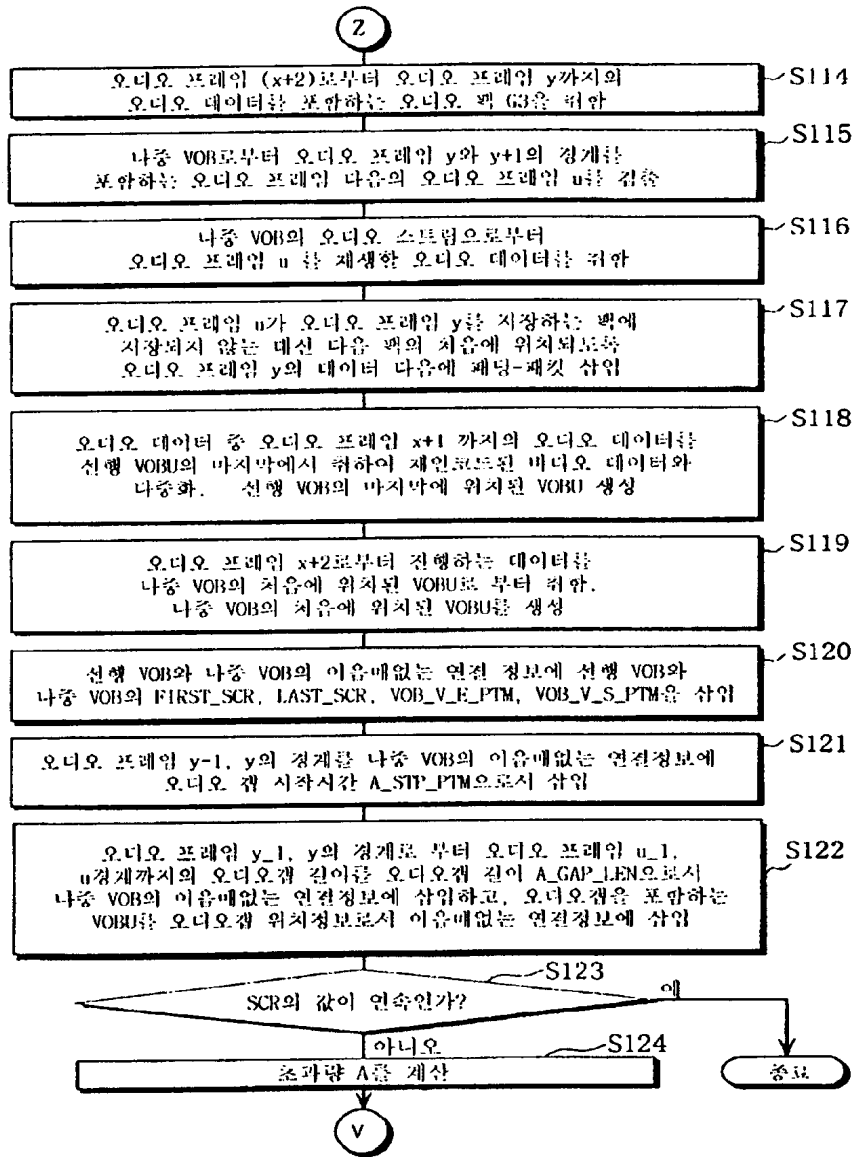 Z
오디오 프레임 (x+2)로부터 오디오 프레임 y까지의
오디오 데이터를 포함하는 오디오 팩 G3을 취함
S114
나중 VOB로부터 오디오 프레임 y와 y+1의 경계를
포함하는 오디오 프레임 다음의 오디오 프레임 u를 검출
S115
나중 VOB의 오디오 스트림으로부터
오디오 프레임 u 를 재생할 오디오 데이터를 취함
S116
오디오 프레임 u가 오디오 프레임 y를 저장하는 팩에
저장되지 않는 대신 다음 팩의 처음에 위치되도록
오디오 프레임 y의 데이터 다음에 패딩-패킷 삽입
S117
오디오 데이터 중 오디오 프레임 x+1 까지의 오디오 데이터를
선행 VOBU의 마지막에서 취하여 재인코드된 비디오 데이터와
다중화. 선행 VOB의 마지막에 위치된 VOBU 생성
S118
오디오 프레임 x+2로부터 진행하는 데이터를
나중 VOB의 처음에 위치된 VOBU로 부터 취함.
나중 VOB의 처음에 위치된 VOBU를 생성
S119
선행 VOB와 나중 VOB의 이음매없는 연결 정보에 선행 VOB와
나중 VOB의 FIRST_SCR, LAST_SCR, VOB_V_E_PTM, VOB_V_S_PTM을 삽입
S120
오디오 프레임 y-1, y의 경계를 나중 VOB의 이음매없는 연결정보에
오디오 갭 시작시간 A_STP_PTM으로서 삽입
S121
오디오 프레임 y_1, y의 경계로 부터 오디오 프레임 u_1,
u경계까지의 오디오갭 길이를 오디오갭 길이 A_GAP_LEN으로서
나중 VOB의 이음매없는 연결정보에 삽입하고, 오디오갭을 포함하는
VOBU를 오디오갭 위치정보로서 이음매없는 연결정보에 삽입
S122
S123
SCR의 값이 연속인가?
예
아니오
S124
초과량 A를 계산
종료
V